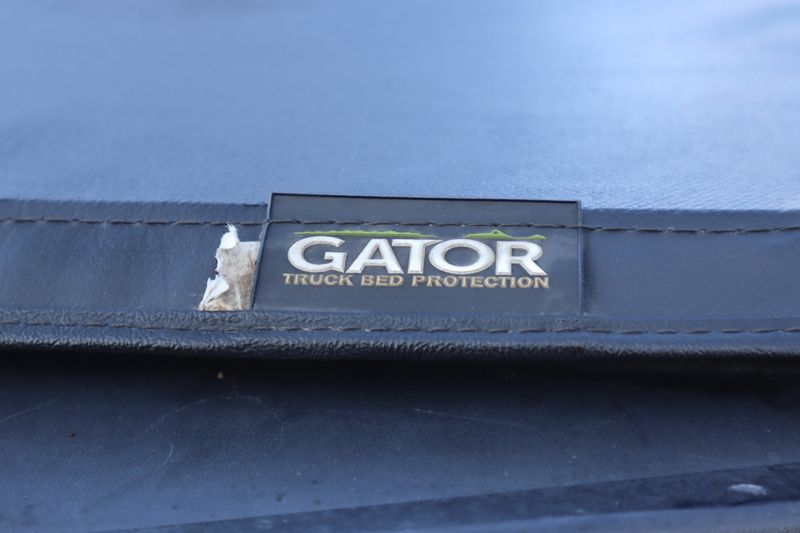 GATOR
TRUCK BED PROTECTION